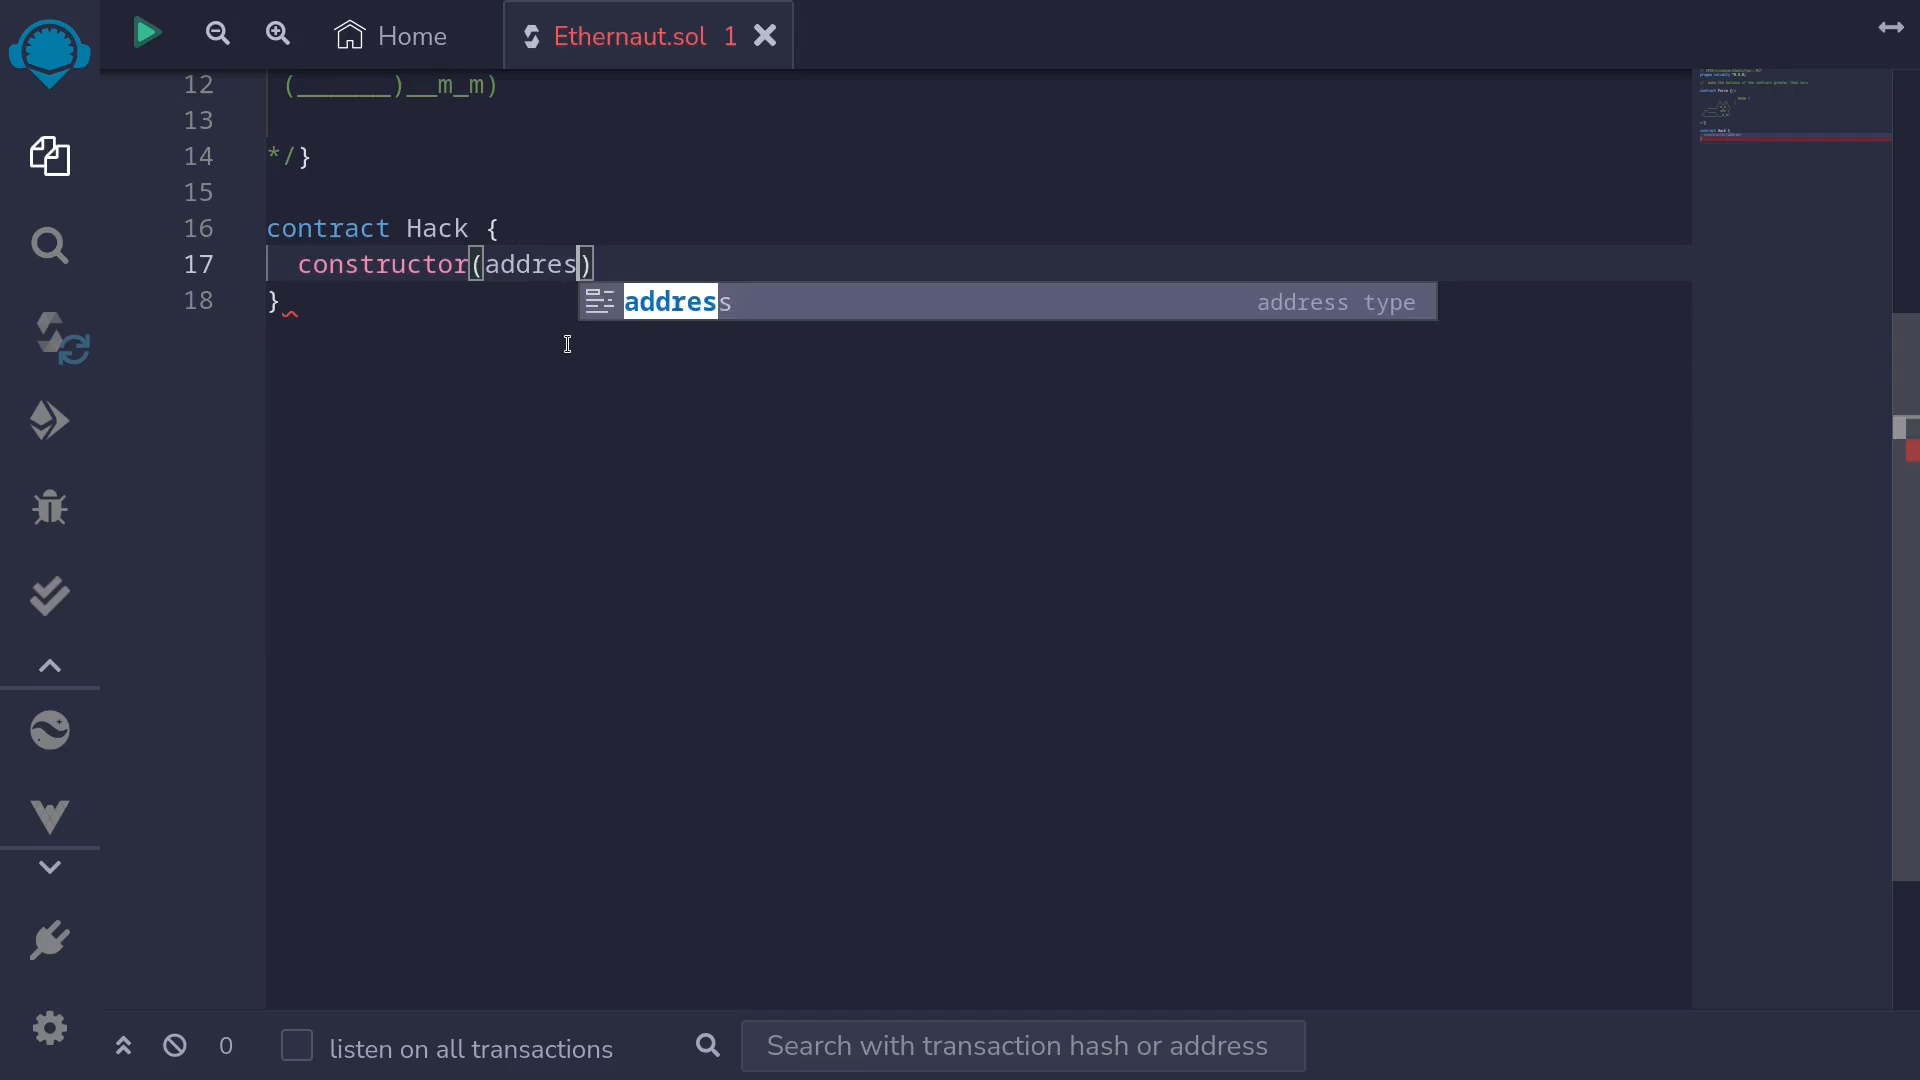 Home
Ethernaut.sol 1
12 (______)__m_m)
13
14 */}
15
16 contract Hack {
17 constructor(addres)
18 }
address address type
0
listen on all transactions
Search with transaction hash or address